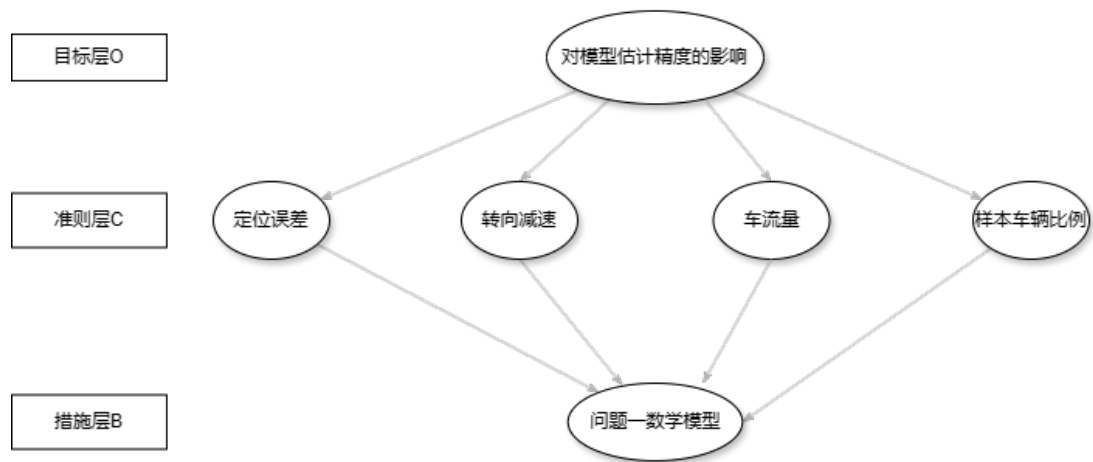 目标层O
对模型估计精度的影响
准则层C
定位误差
转向减速
车流量
样本车辆比例
措施层B
问题一数学模型